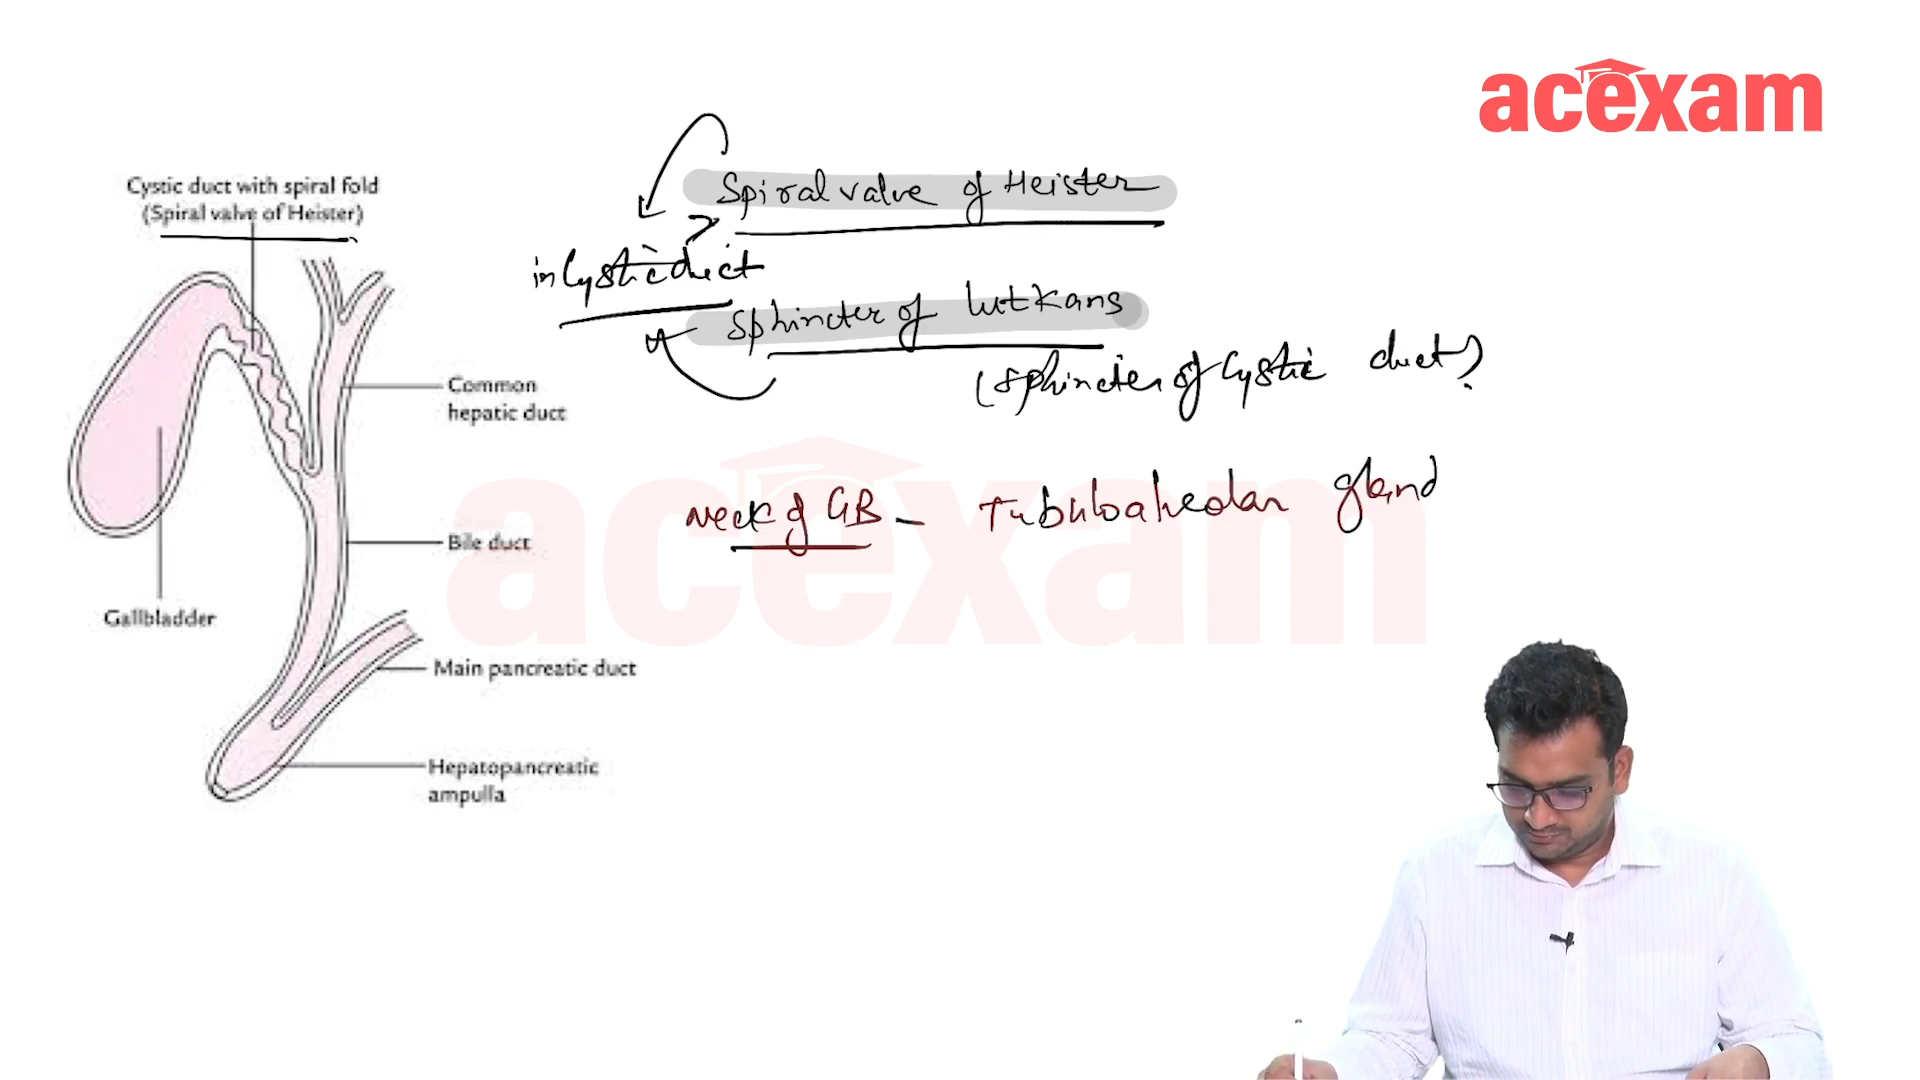 acexam
Cystic duct with spiral fold
(Spiral valve of Heister)
Spiral valve of Heister
in Cystic duct
Sphincter of lutkans
(Sphincter of Cystic duct)
Common
hepatic duct
neck of GB - Tubuloalveolar gland
Bile duct
Gallbladder
Main pancreatic duct
Hepatopancreatic
ampulla
acexam